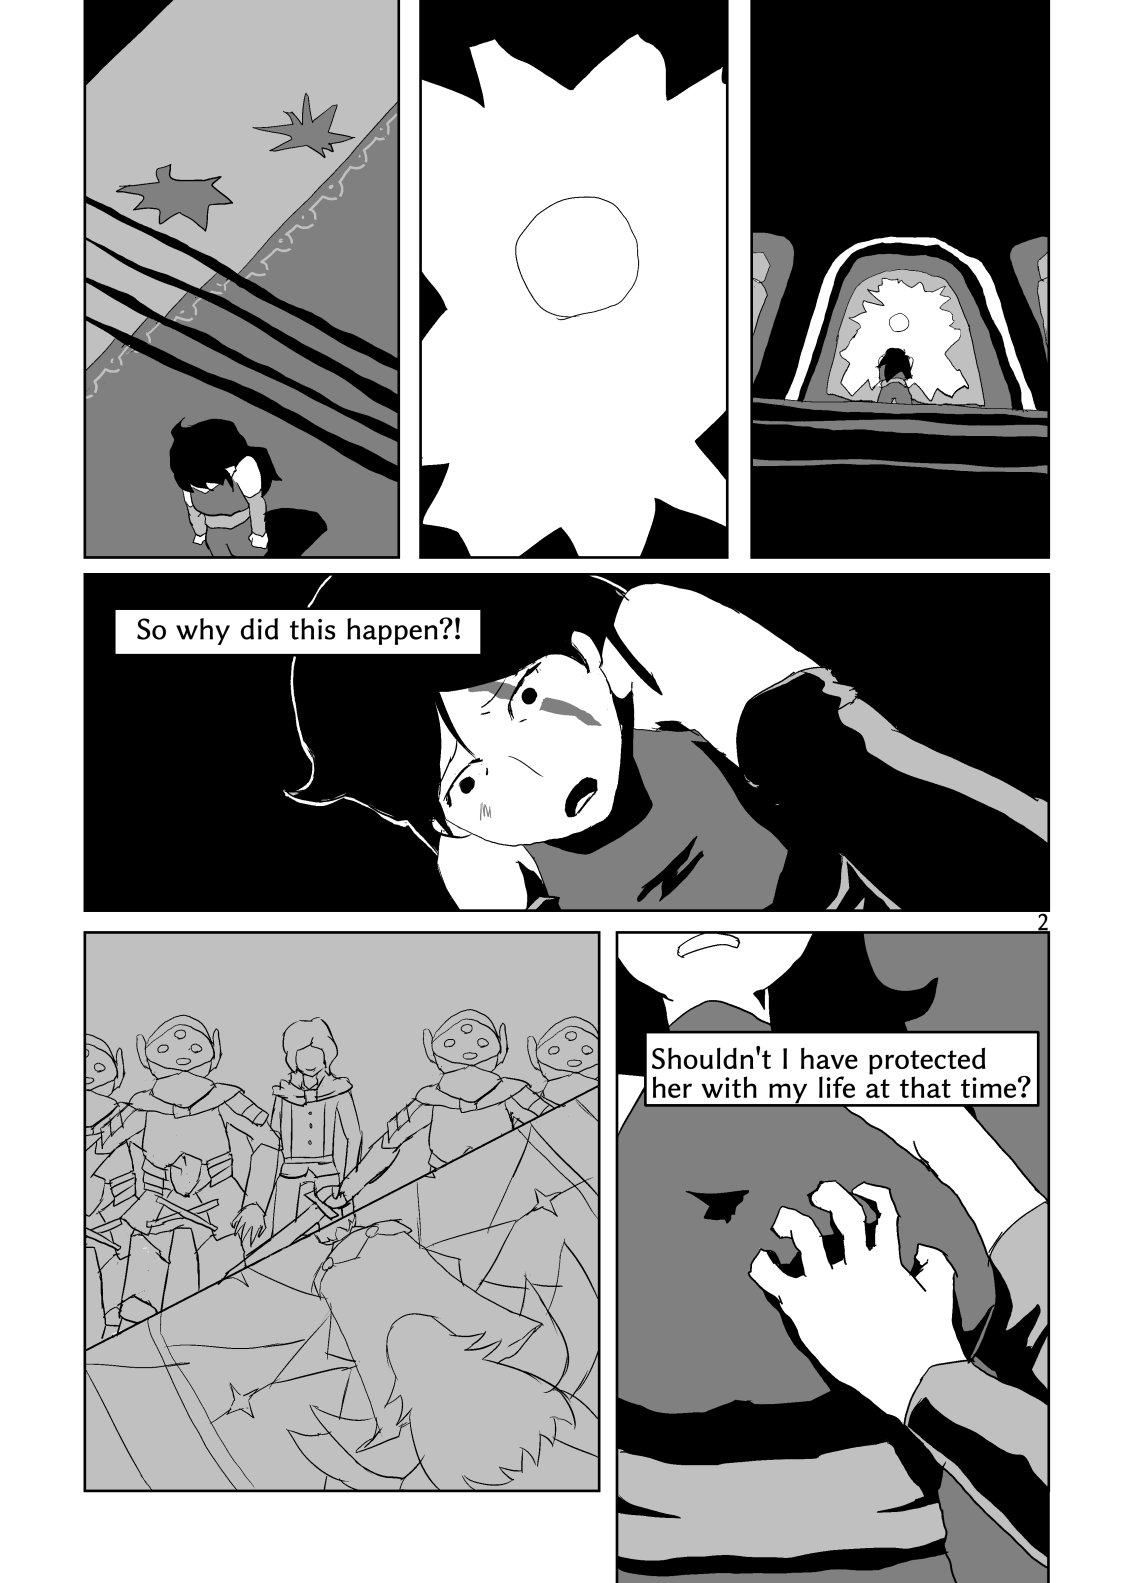 So why did this happen?!
2
Shouldn't I have protected
her with my life at that time?